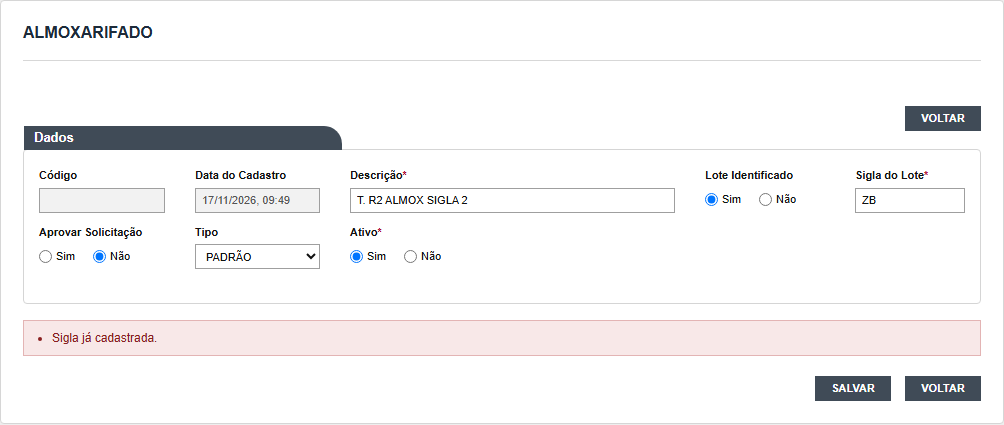 ALMOXARIFADO
VOLTAR
Dados
Código Data do Cadastro Descrição* Lote Identificado Sigla do Lote*
17/11/2026, 09:49 T. R2 ALMOX SIGLA 2 Sim Não ZB
Aprovar Solicitação Tipo Ativo*
Sim Não PADRÃO Sim Não
Sigla já cadastrada.
SALVAR VOLTAR